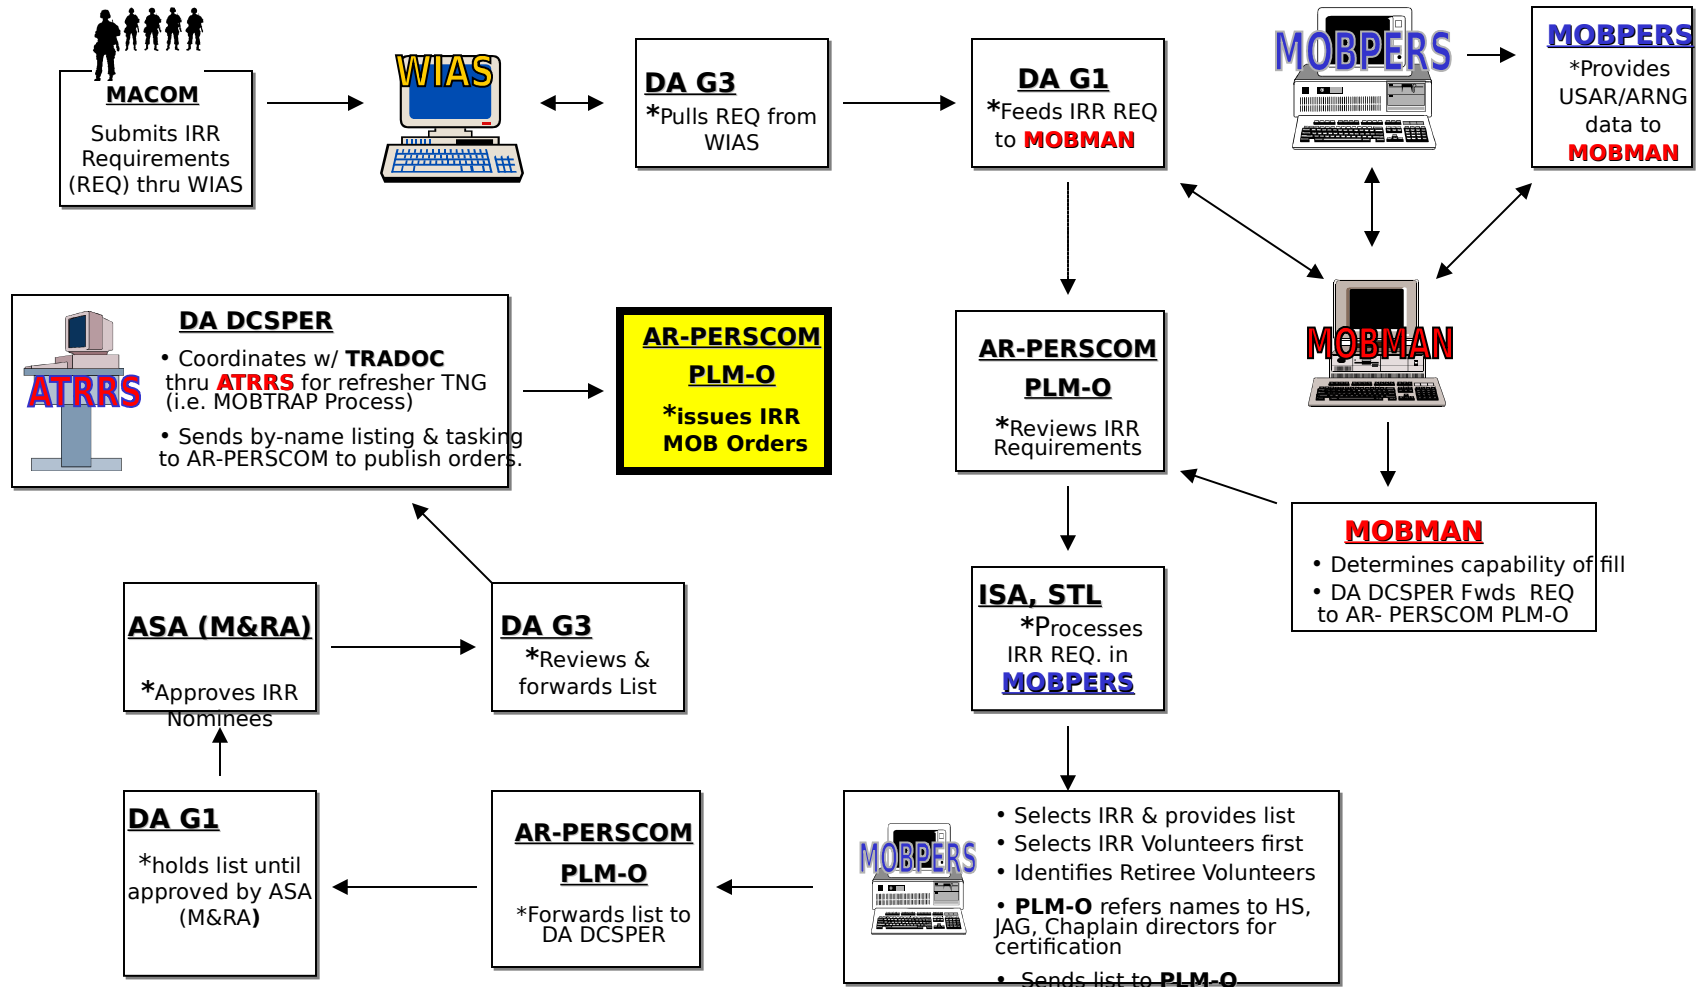 MACOM
Submits IRR
Requirements
(REQ) thru WIAS
WIAS
DA G3
*Pulls REQ from
WIAS
DA G1
*Feeds IRR REQ
to MOBMAN
MOBPERS
MOBPERS
*Provides
USAR/ARNG
data to
MOBMAN
ATRRS
DA DCSPER
• Coordinates w/ TRADOC
thru ATRRS for refresher TNG
(i.e. MOBTRAP Process)
• Sends by-name listing & tasking
to AR-PERSCOM to publish orders.
AR-PERSCOM
PLM-O
*issues IRR
MOB Orders
AR-PERSCOM
PLM-O
*Reviews IRR
Requirements
MOBMAN
MOBMAN
• Determines capability of fill
• DA DCSPER Fwds  REQ
to AR- PERSCOM PLM-O
ASA (M&RA)
*Approves IRR
Nominees
DA G3
*Reviews &
forwards List
ISA, STL
*Processes
IRR REQ. in
MOBPERS
DA G1
*holds list until
approved by ASA
(M&RA)
AR-PERSCOM
PLM-O
*Forwards list to
DA DCSPER
MOBPERS
• Selects IRR & provides list
• Selects IRR Volunteers first
• Identifies Retiree Volunteers
• PLM-O refers names to HS,
JAG, Chaplain directors for
certification
• Sends list to PLM-O